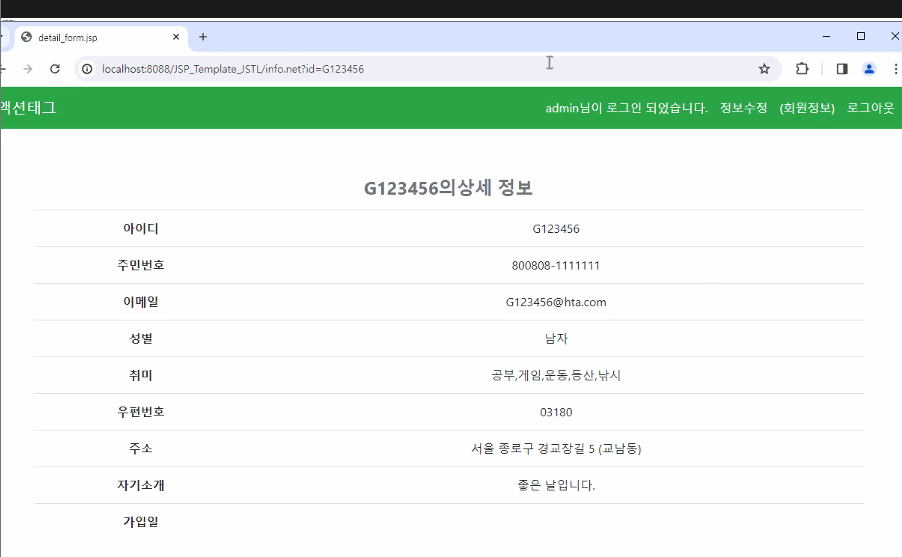 detail_form.jsp
localhost:8088/JSP_Template_JSTL/info.net?id=G123456
액션태그 admin님이 로그인 되었습니다. 정보수정 (회원정보) 로그아웃
G123456의상세 정보
아이디 G123456
주민번호 800808-1111111
이메일 G123456@hta.com
성별 남자
취미 공부,게임,운동,등산,낚시
우편번호 03180
주소 서울 종로구 경교장길 5 (교남동)
자기소개 좋은 날입니다.
가입일